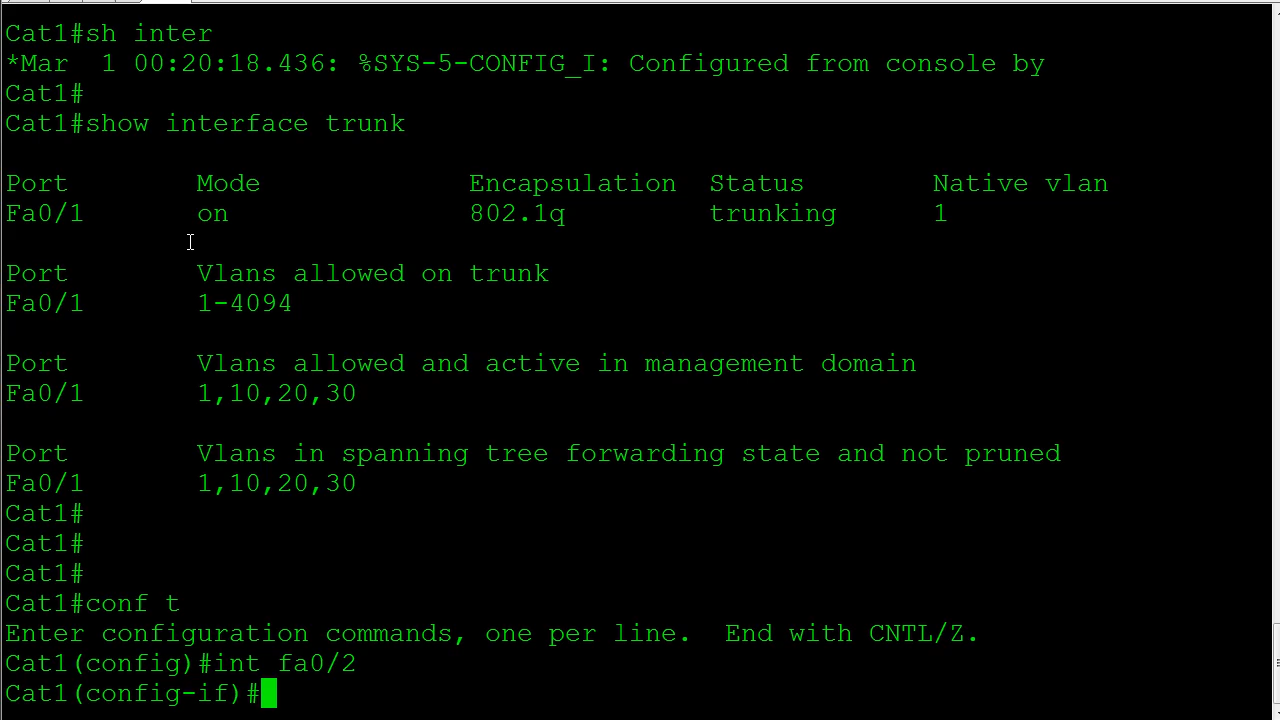 Cat1#sh inter
*Mar  1 00:20:18.436: %SYS-5-CONFIG_I: Configured from console by
Cat1#
Cat1#show interface trunk
Port        Mode             Encapsulation  Status        Native vlan
Fa0/1       on               802.1q         trunking      1
Port        Vlans allowed on trunk
Fa0/1       1-4094
Port        Vlans allowed and active in management domain
Fa0/1       1,10,20,30
Port        Vlans in spanning tree forwarding state and not pruned
Fa0/1       1,10,20,30
Cat1#
Cat1#
Cat1#
Cat1#conf t
Enter configuration commands, one per line.  End with CNTL/Z.
Cat1(config)#int fa0/2
Cat1(config-if)#